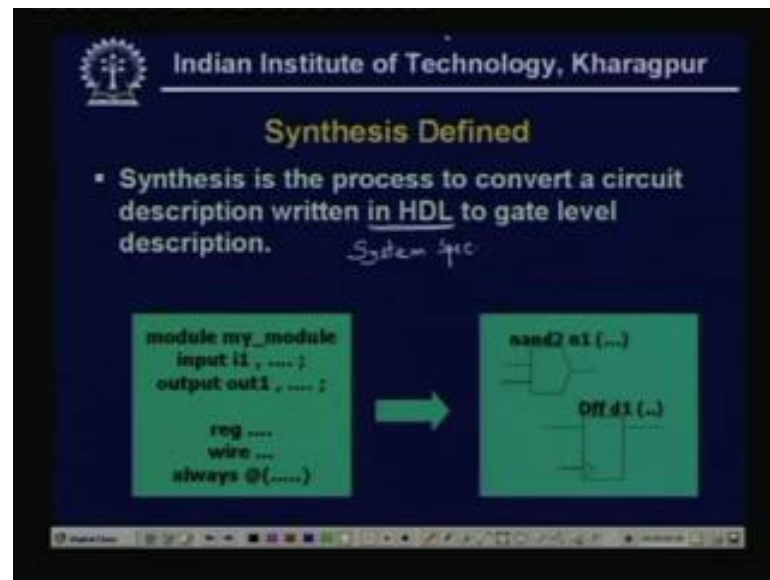 Indian Institute of Technology, Kharagpur
Synthesis Defined
▪ Synthesis is the process to convert a circuit
description written in HDL to gate level
description.
System Spec
module my_module
input i1 , .... ;
output out1 , .... ;
reg ....
wire ...
always @(.....)
nand2 n1 (...)
Dff d1 (..)